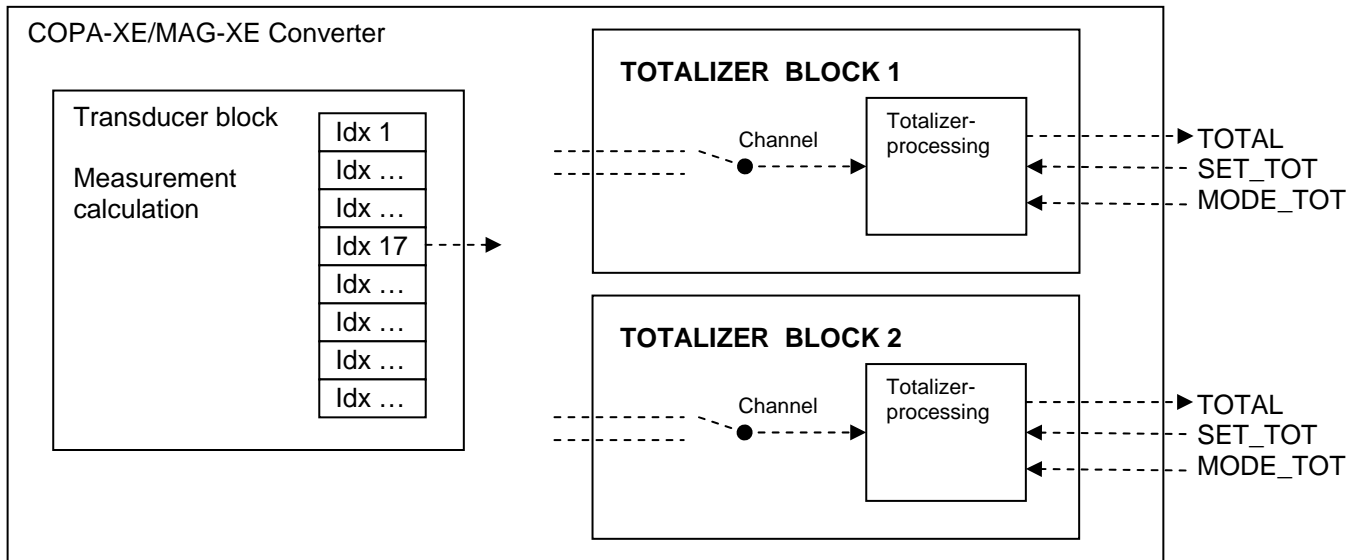 COPA-XE/MAG-XE Converter
Transducer block
Measurement
calculation
Idx 1
Idx …
Idx …
Idx 17
Idx …
Idx …
Idx …
Idx …
TOTALIZER BLOCK 1
Channel
Totalizer-
processing
TOTAL
SET_TOT
MODE_TOT
TOTALIZER BLOCK 2
Channel
Totalizer-
processing
TOTAL
SET_TOT
MODE_TOT